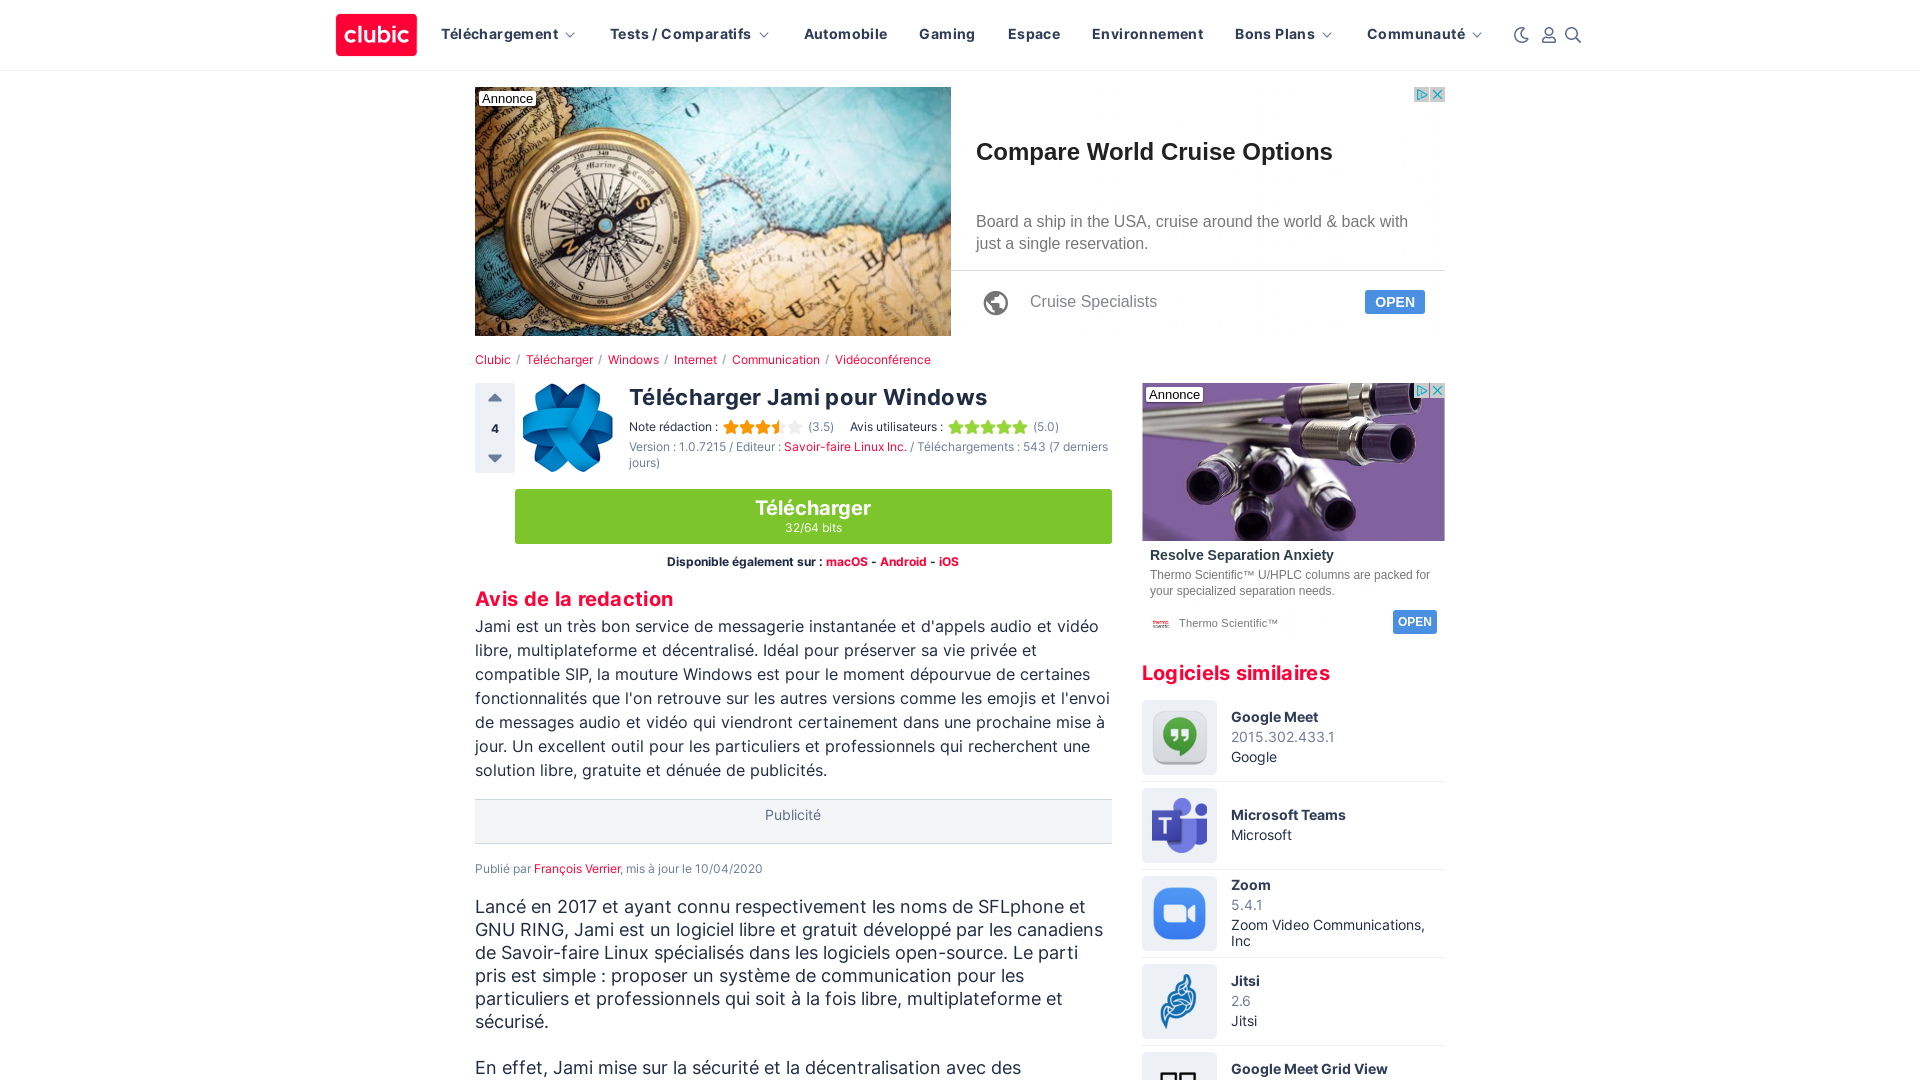 clubic
Téléchargement
Tests / Comparatifs
Automobile
Gaming
Espace
Environnement
Bons Plans
Communauté
Annonce
Compare World Cruise Options
Board a ship in the USA, cruise around the world & back with
just a single reservation.
Cruise Specialists
OPEN
Clubic / Télécharger / Windows / Internet / Communication / Vidéoconférence
4
Télécharger Jami pour Windows
Note rédaction : (3.5) Avis utilisateurs : (5.0)
Version : 1.0.7215 / Editeur : Savoir-faire Linux Inc. / Téléchargements : 543 (7 derniers
jours)
Télécharger
32/64 bits
Disponible également sur : macOS - Android - iOS
Avis de la redaction
Jami est un très bon service de messagerie instantanée et d'appels audio et vidéo
libre, multiplateforme et décentralisé. Idéal pour préserver sa vie privée et
compatible SIP, la mouture Windows est pour le moment dépourvue de certaines
fonctionnalités que l'on retrouve sur les autres versions comme les emojis et l'envoi
de messages audio et vidéo qui viendront certainement dans une prochaine mise à
jour. Un excellent outil pour les particuliers et professionnels qui recherchent une
solution libre, gratuite et dénuée de publicités.
Publicité
Publié par François Verrier, mis à jour le 10/04/2020
Lancé en 2017 et ayant connu respectivement les noms de SFLphone et
GNU RING, Jami est un logiciel libre et gratuit développé par les canadiens
de Savoir-faire Linux spécialisés dans les logiciels open-source. Le parti
pris est simple : proposer un système de communication pour les
particuliers et professionnels qui soit à la fois libre, multiplateforme et
sécurisé.
En effet, Jami mise sur la sécurité et la décentralisation avec des
Annonce
Resolve Separation Anxiety
Thermo Scientific™ U/HPLC columns are packed for
your specialized separation needs.
Thermo Scientific™
OPEN
Logiciels similaires
Google Meet
2015.302.433.1
Google
Microsoft Teams
Microsoft
Zoom
5.4.1
Zoom Video Communications,
Inc
Jitsi
2.6
Jitsi
Google Meet Grid View